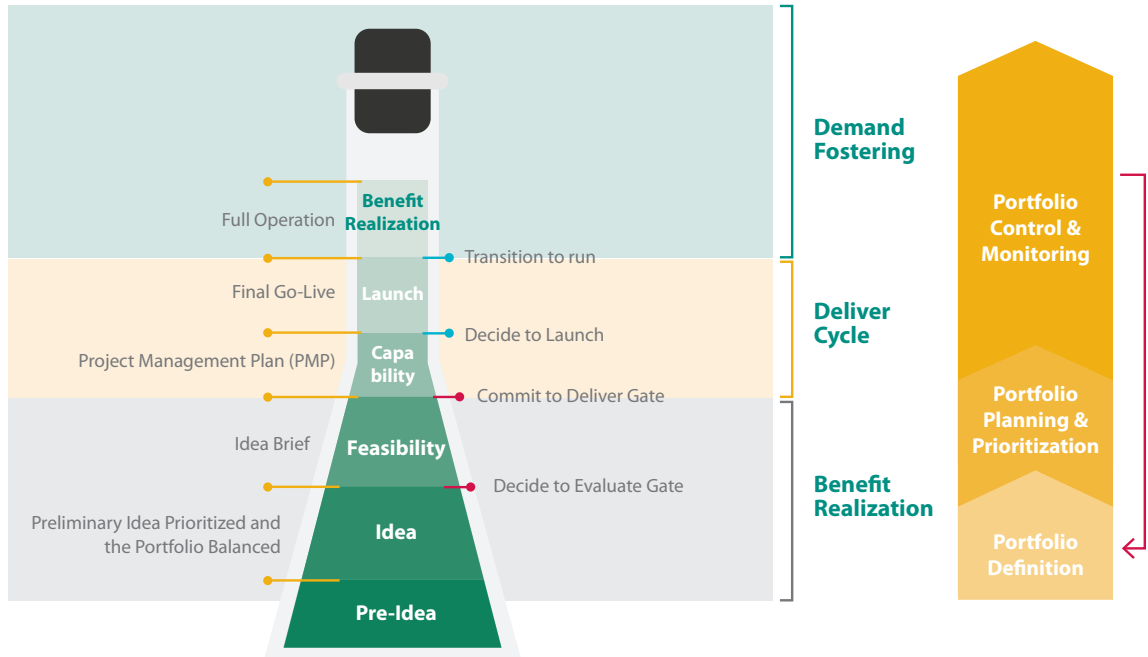 Demand
Fostering
Benefit
Realization
Full Operation
Transition to run
Portfolio
Control &
Monitoring
Final Go-Live
Launch
Deliver
Cycle
Decide to Launch
Project Management Plan (PMP)
Capa
bility
Commit to Deliver Gate
Portfolio
Planning &
Prioritization
Idea Brief
Feasibility
Decide to Evaluate Gate
Benefit
Realization
Preliminary Idea Prioritized and
the Portfolio Balanced
Idea
Portfolio
Definition
Pre-Idea